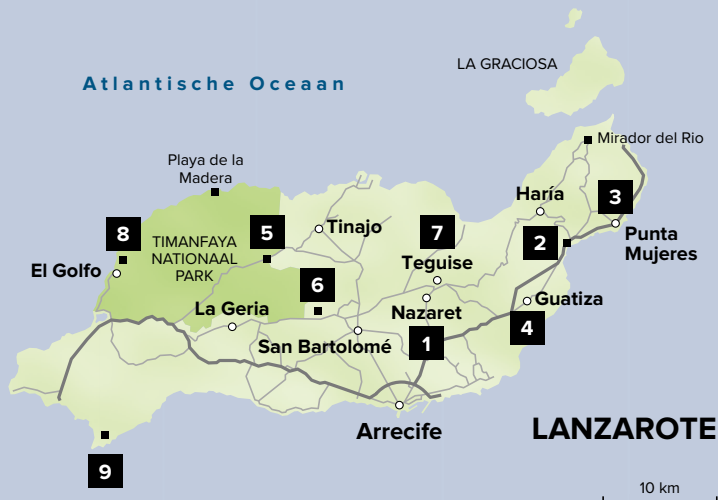 LA GRACIOSA
Atlantische Oceaan
Mirador del Rio
Playa de la
Madera
Haría
3
8
5
Tinajo
7
2
Punta
Mujeres
TIMANFAYA
NATIONAAL
PARK
El Golfo
6
Teguise
La Geria
Nazaret
Guatiza
San Bartolomé
1
4
Arrecife
LANZAROTE
9
10 km